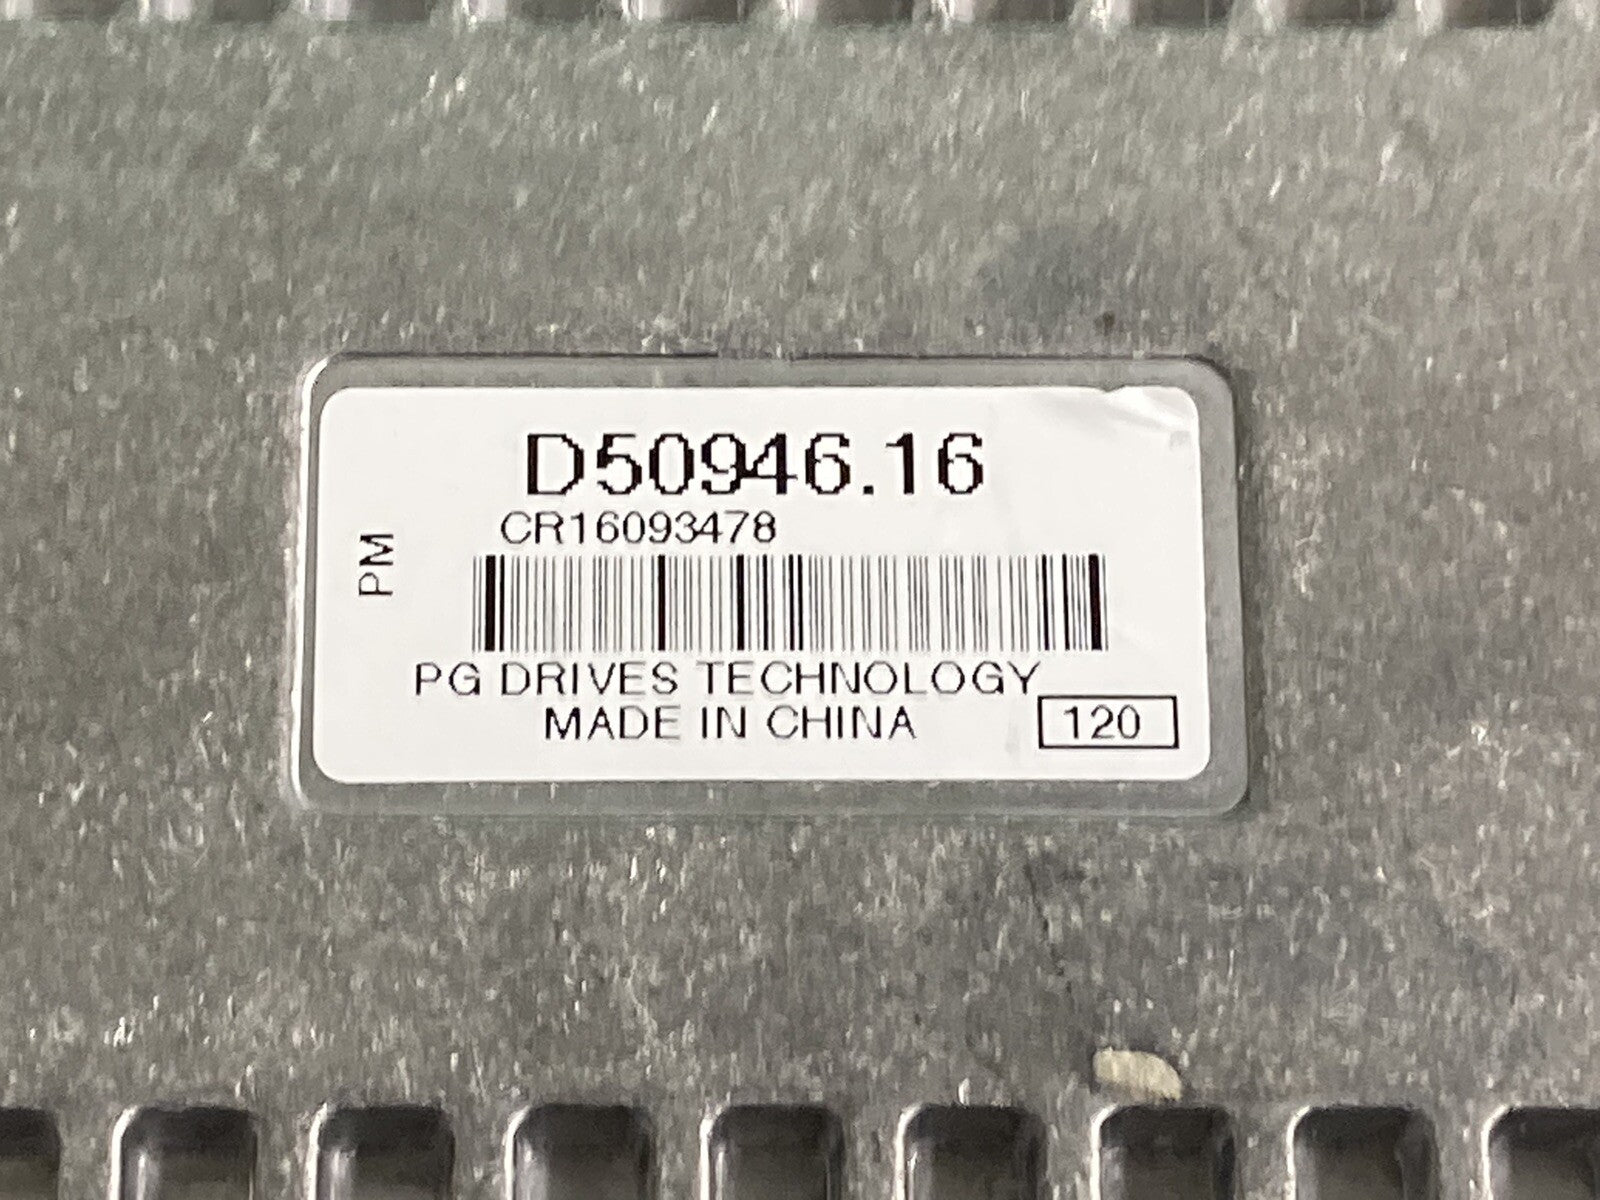 D50946.16
CR16093478
PM
PG DRIVES TECHNOLOGY
MADE IN CHINA
120